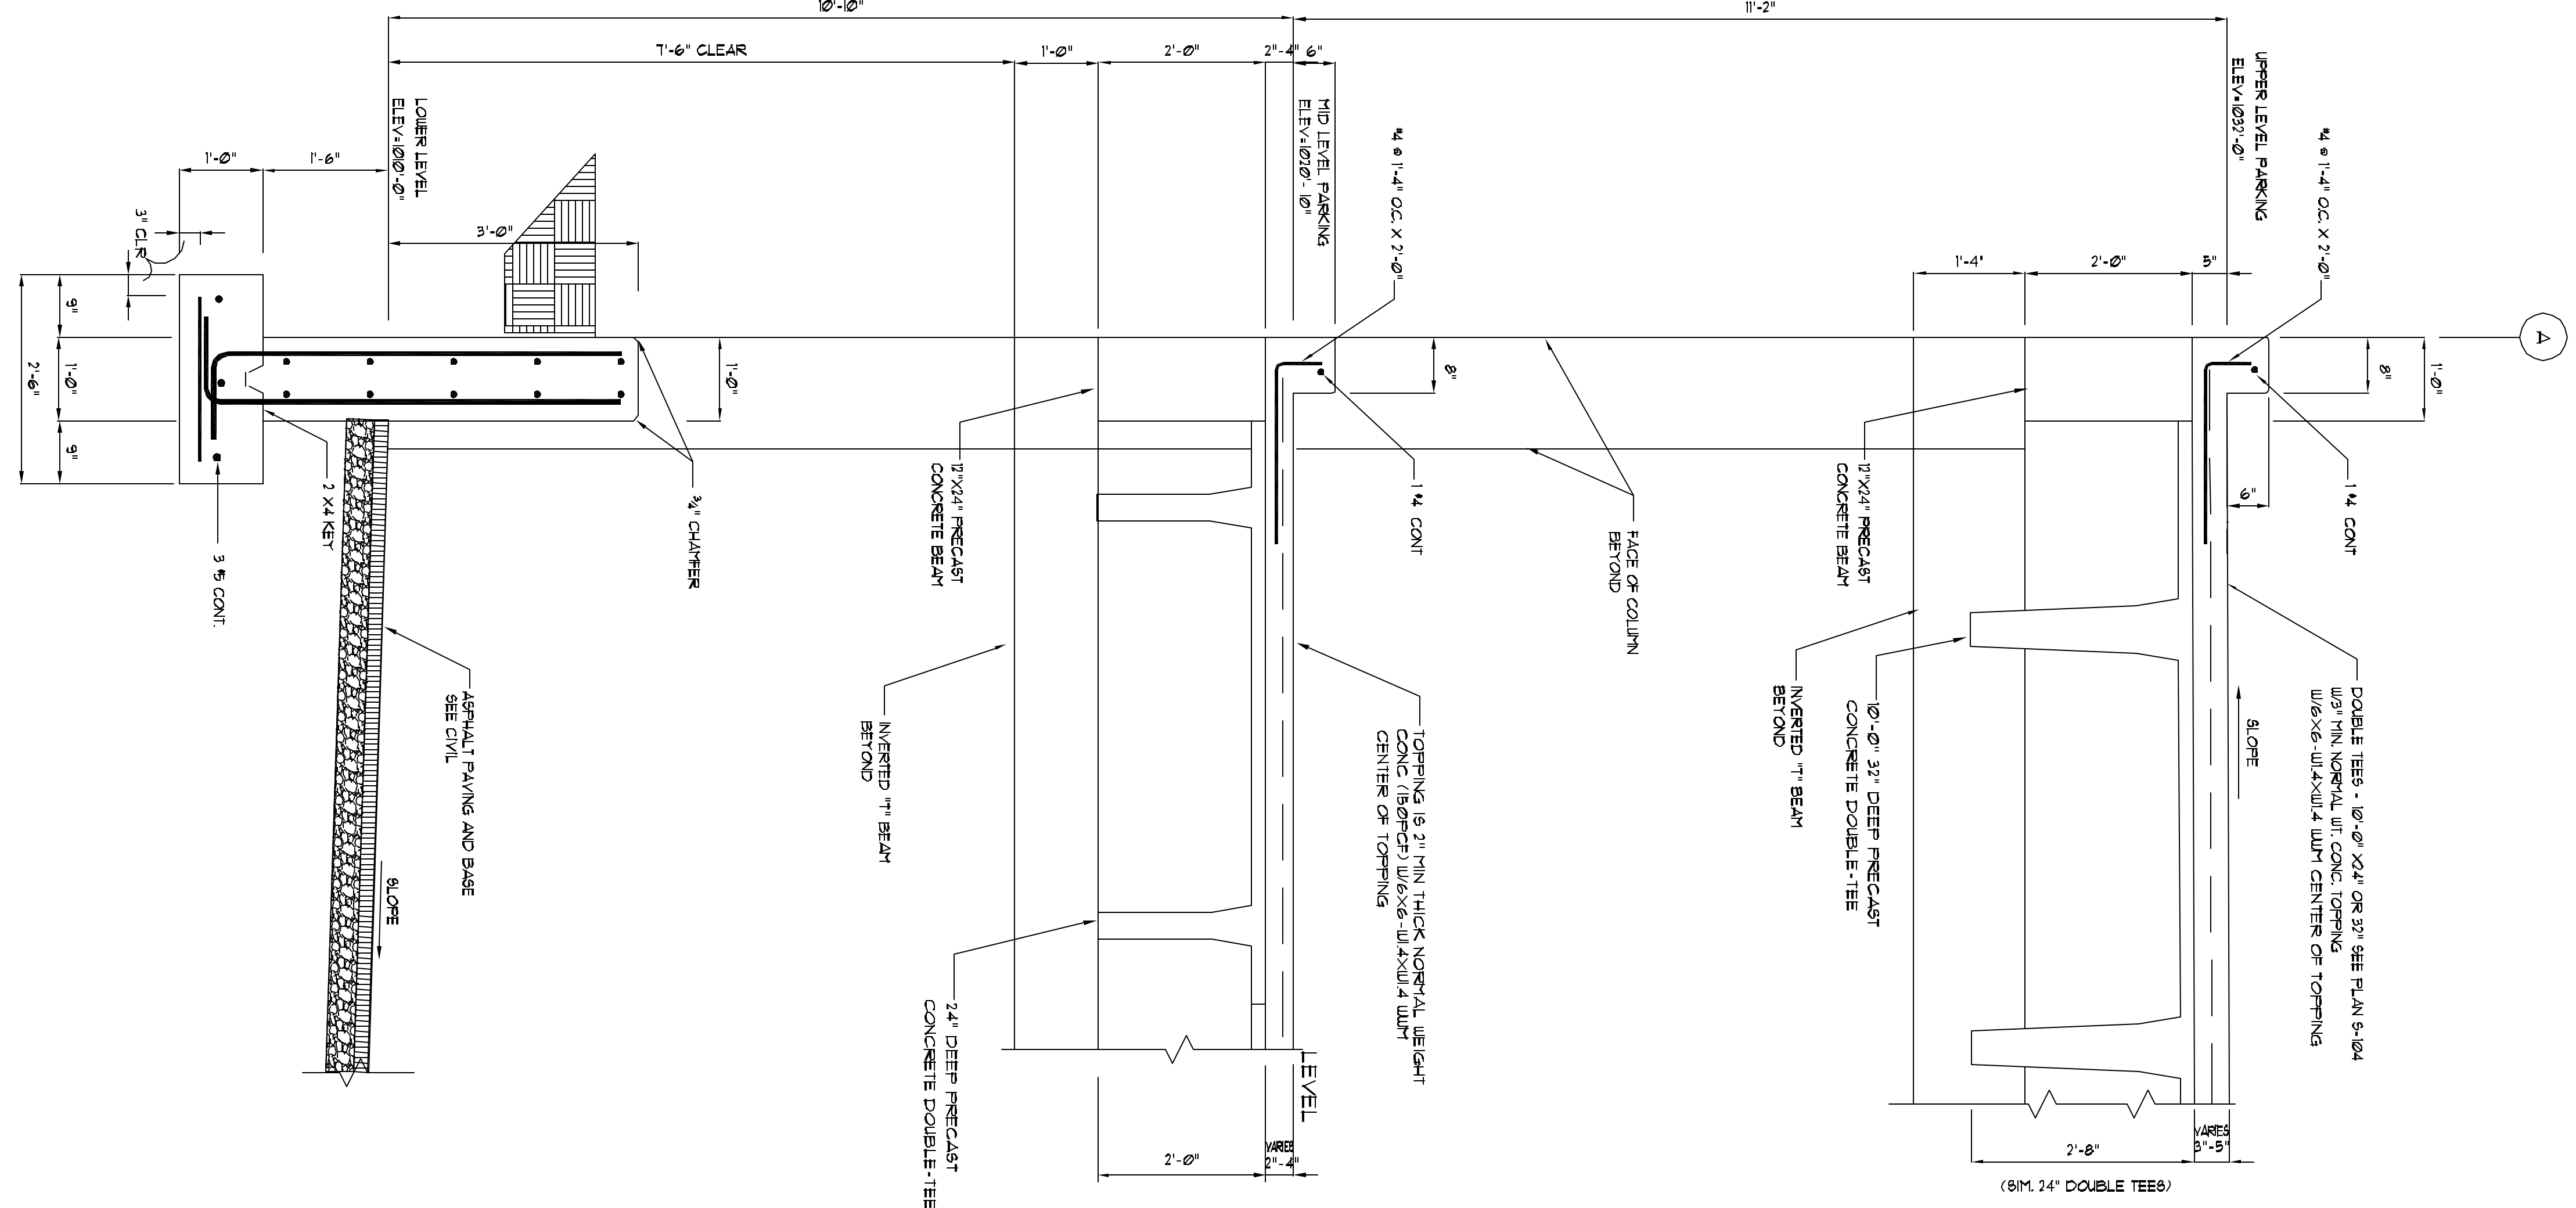 A
10'-10"
11'-2"
7'-6" CLEAR
1'-0"
2'-0"
2"-4"
6"
UPPER LEVEL PARKING
ELEV=1032'-0"
#4 @ 1'-4" O.C. X 2'-0"
1'-4"
2'-0"
5"
8"
1'-0"
6"
1 #4 CONT
12"X24" PRECAST
CONCRETE BEAM
DOUBLE TEES - 10'-0" X24" OR 32" SEE PLAN S-104
W/3" MIN. NORMAL WT. CONC. TOPPING
W/6X6-W1.4XW1.4 WWM CENTER OF TOPPING
SLOPE
10'-0" 32" DEEP PRECAST
CONCRETE DOUBLE-TEE
INVERTED "T" BEAM
BEYOND
VARIES
3"-5"
2'-8"
(SIM. 24" DOUBLE TEES)
FACE OF COLUMN
BEYOND
MID LEVEL PARKING
ELEV=1020'- 10"
#4 @ 1'-4" O.C. X 2'-0"
8"
1 #4 CONT
12"X24" PRECAST
CONCRETE BEAM
TOPPING IS 2" MIN THICK NORMAL WEIGHT
CONC (150PCF) W/6X6-W1.4XW1.4 WWM
CENTER OF TOPPING
LEVEL
INVERTED "T" BEAM
BEYOND
24" DEEP PRECAST
CONCRETE DOUBLE-TEE
VARIES
2"-4"
2'-0"
LOWER LEVEL
ELEV=1010'-0"
3'-0"
1'-0"
3/4" CHAMFER
1'-0"
1'-6"
3" CLR
9"
1'-0"
9"
2'-6"
2 X4 KEY
3 #5 CONT.
ASPHALT PAVING AND BASE
SEE CIVIL
SLOPE